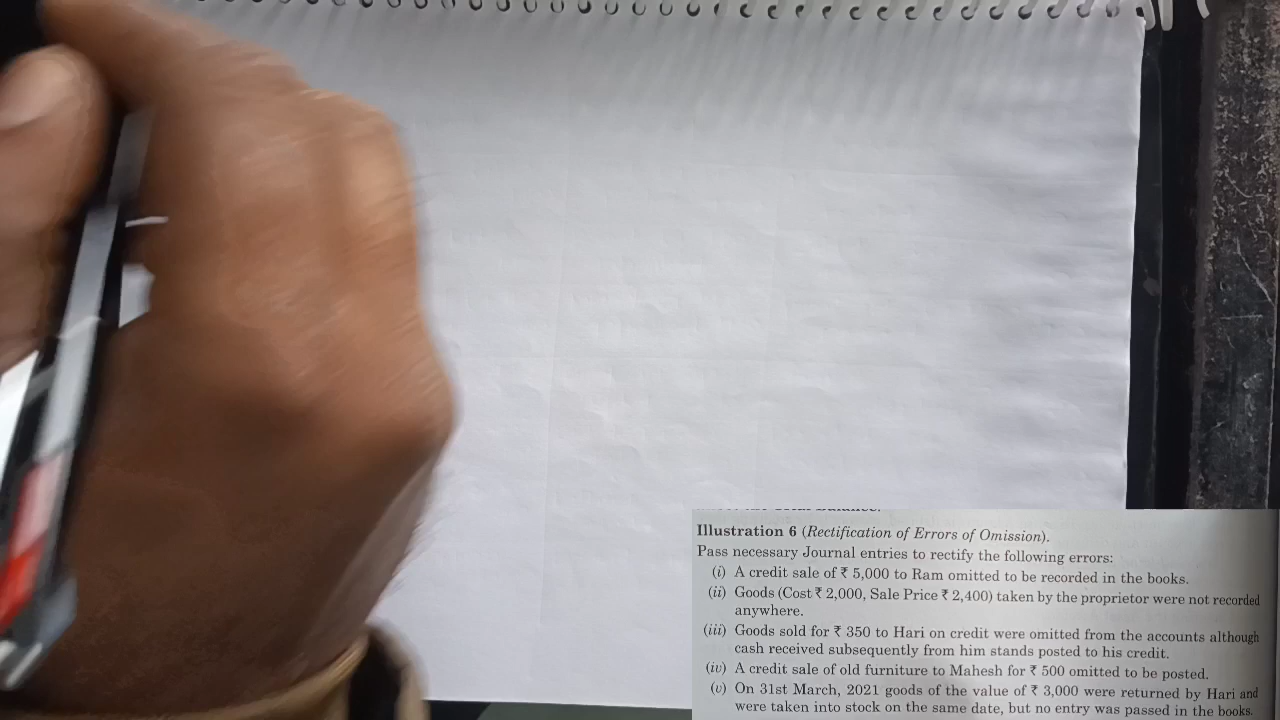 Illustration 6 (Rectification of Errors of Omission).
Pass necessary Journal entries to rectify the following errors:
(i) A credit sale of ₹ 5,000 to Ram omitted to be recorded in the books.
(ii) Goods (Cost ₹ 2,000, Sale Price ₹ 2,400) taken by the proprietor were not recorded
anywhere.
(iii) Goods sold for ₹ 350 to Hari on credit were omitted from the accounts although
cash received subsequently from him stands posted to his credit.
(iv) A credit sale of old furniture to Mahesh for ₹ 500 omitted to be posted.
(v) On 31st March, 2021 goods of the value of ₹ 3,000 were returned by Hari and
were taken into stock on the same date, but no entry was passed in the books.